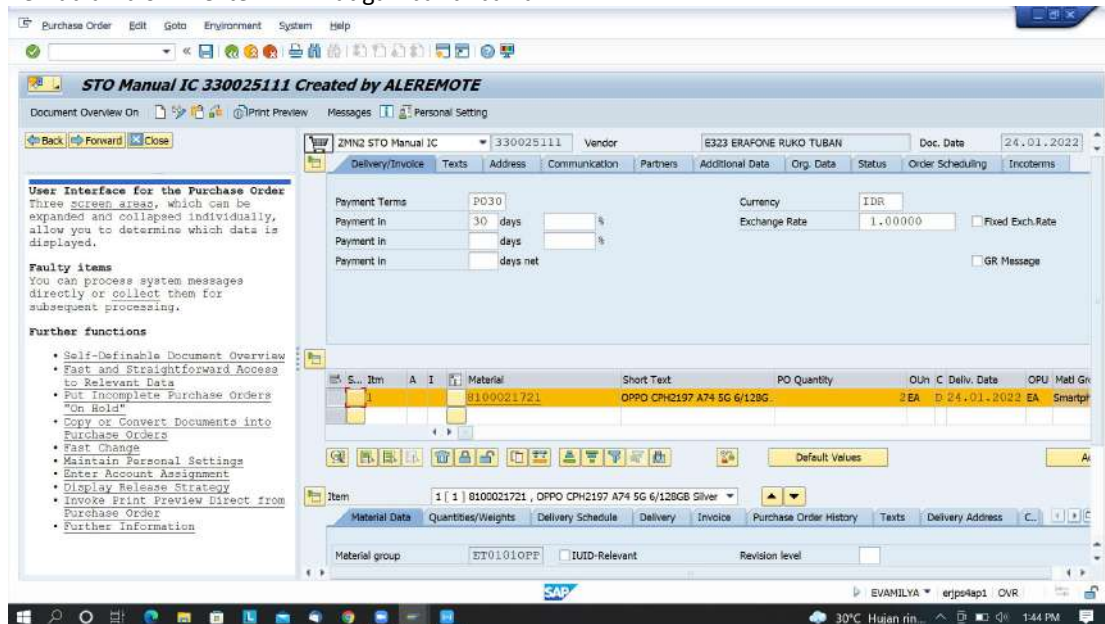 Purchase Order Edit Goto Environment System Help
STO Manual IC 330025111 Created by ALEREMOTE
Document Overview On Print Preview Messages Personal Setting
Back Forward Close
ZMN2 STO Manual IC 330025111 Vendor E323 ERAFONE RUKO TUBAN Doc. Date 24.01.2022
Delivery/Invoice Texts Address Communication Partners Additional Data Org. Data Status Order Scheduling Incoterms
User Interface for the Purchase Order
Three screen areas, which can be
expanded and collapsed individually,
allow you to determine which data is
displayed.
Faulty items
You can process system messages
directly or collect them for
subsequent processing.
Further functions
• Self-Definable Document Overview
• Fast and Straightforward Access
to Relevant Data
• Put Incomplete Purchase Orders
"On Hold"
• Copy or Convert Documents into
Purchase Orders
• Fast Change
• Maintain Personal Settings
• Enter Account Assignment
• Display Release Strategy
• Invoke Print Preview Direct from
Purchase Order
• Further Information
Payment Terms PO30 Currency IDR
Payment in 30 days % Exchange Rate 1.00000 Fixed Exch.Rate
Payment in days %
Payment in days net GR Message
S... Itm A I Material Short Text PO Quantity OUn C Deliv. Date OPU Matl Gr
1 8100021721 OPPO CPH2197 A74 5G 6/128G 2 EA D 24.01.2022 EA Smartph
Default Values
Item 1 [ 1 ] 8100021721 , OPPO CPH2197 A74 5G 6/128GB Silver
Material Data Quantities/Weights Delivery Schedule Delivery Invoice Purchase Order History Texts Delivery Address C...
Material group ET01010PP IUID-Relevant Revision level
SAP EVAMILYA erjps4ap1 OVR
30°C Hujan rin... 1:44 PM